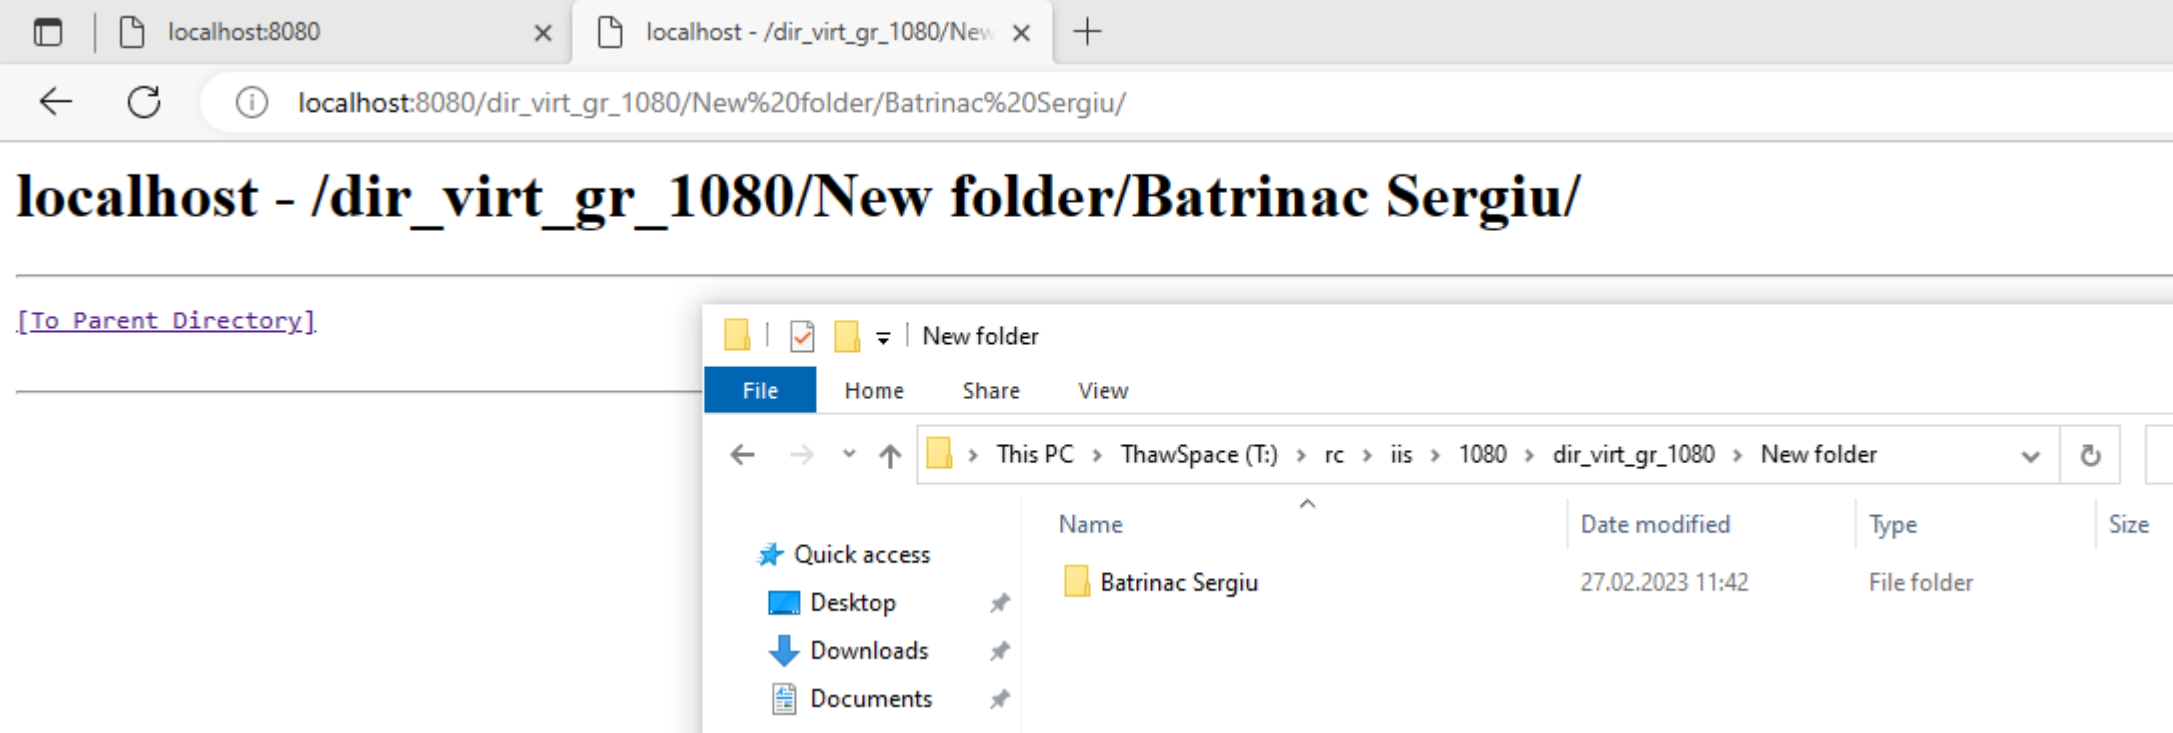 localhost:8080
localhost - /dir_virt_gr_1080/New
localhost:8080/dir_virt_gr_1080/New%20folder/Batrinac%20Sergiu/
localhost - /dir_virt_gr_1080/New folder/Batrinac Sergiu/
[To Parent Directory]
New folder
File Home Share View
This PC > ThawSpace (T:) > rc > iis > 1080 > dir_virt_gr_1080 > New folder
Name Date modified Type Size
Quick access
Batrinac Sergiu 27.02.2023 11:42 File folder
Desktop
Downloads
Documents